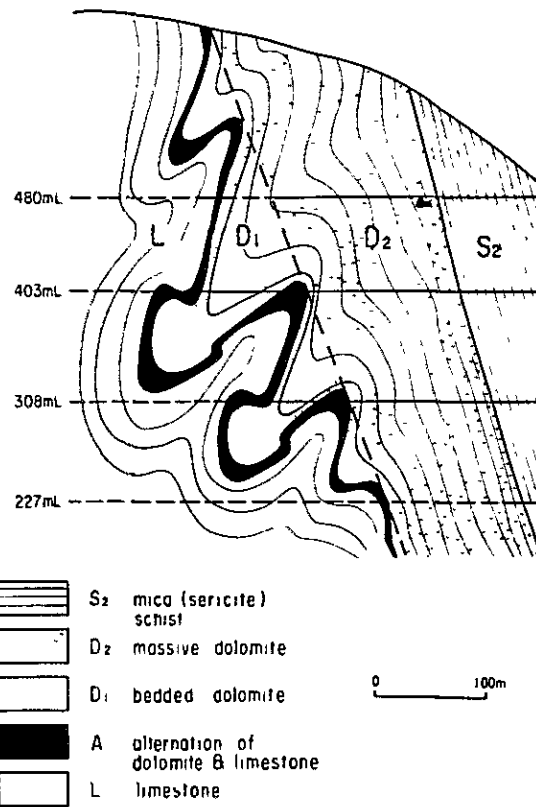 480mL
L D₁ D₂ S₂
403mL
308mL
227mL
S₂ mica (sericite)
schist
D₂ massive dolomite
D₁ bedded dolomite
0 100m
A alternation of
dolomite & limestone
L limestone